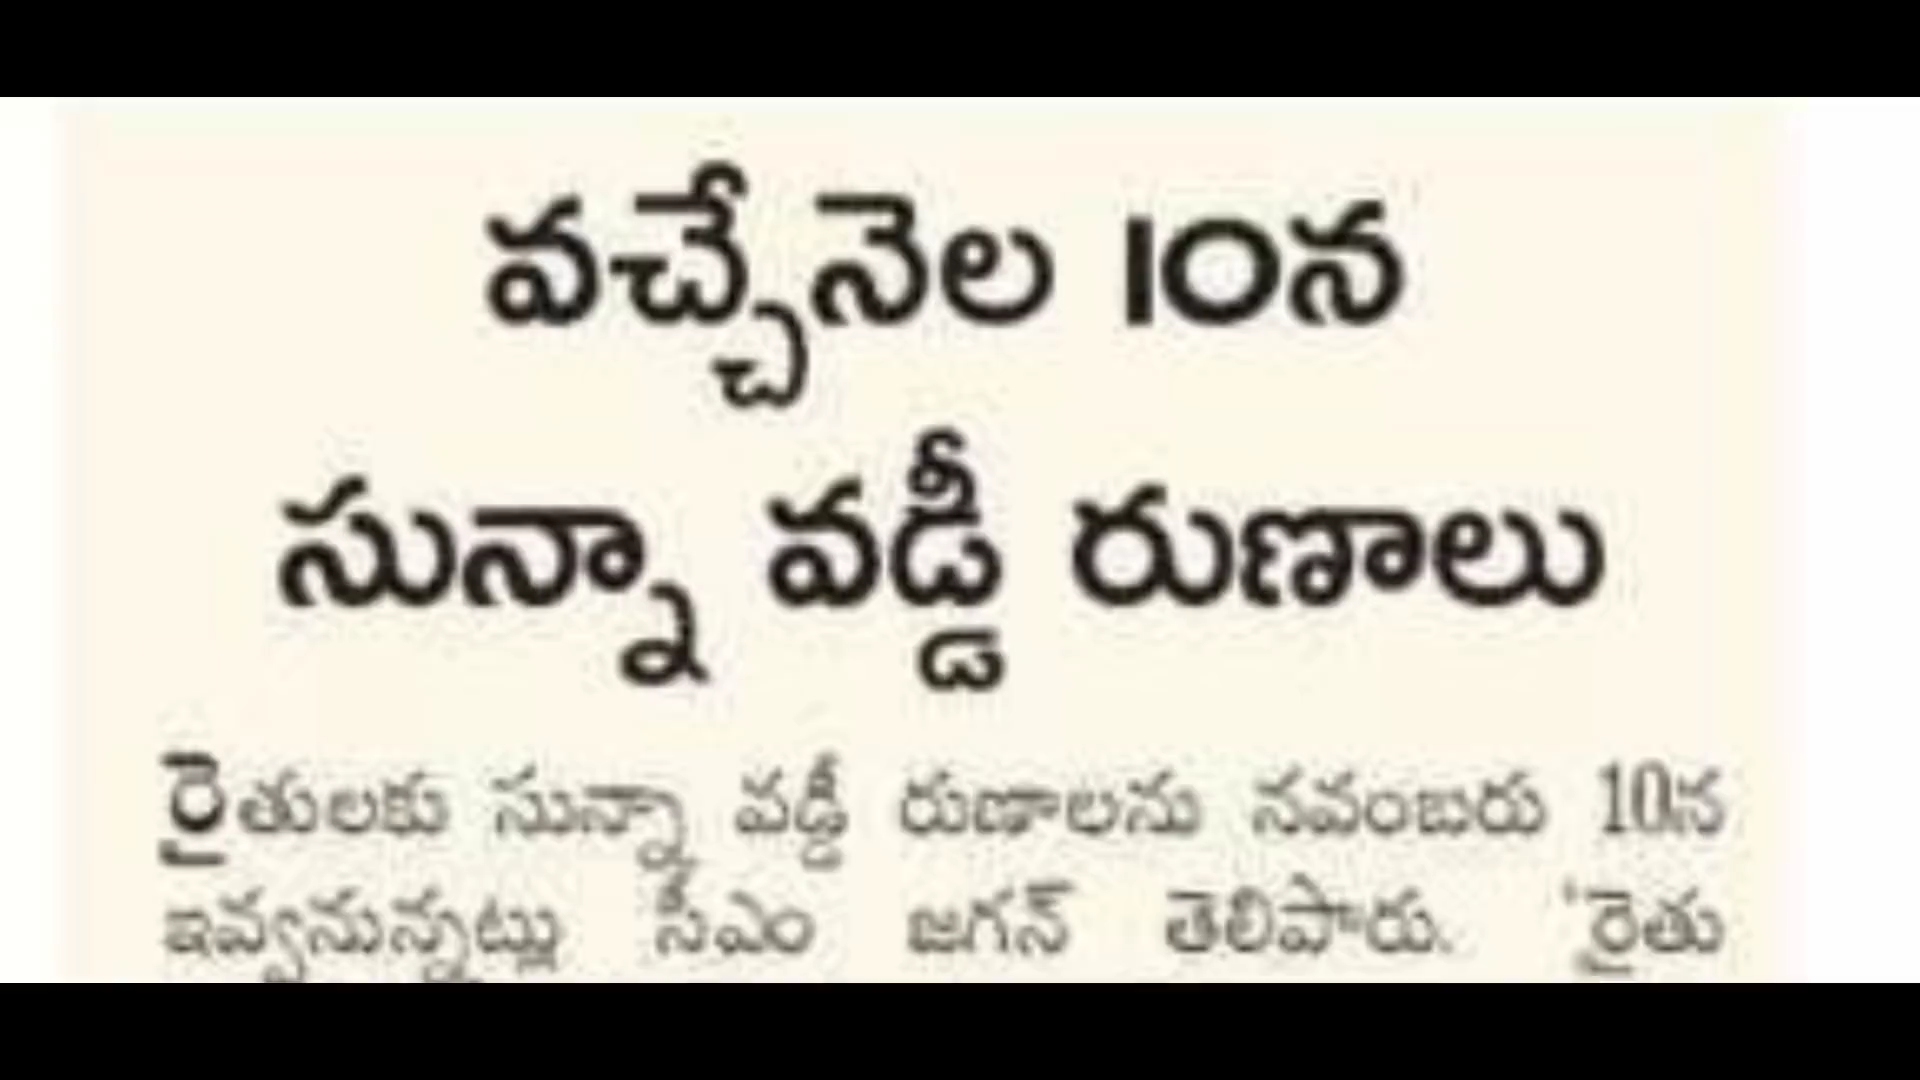 వచ్చేనెల 10న
సున్నా వడ్డీ రుణాలు
రైతులకు సున్నా వడ్డీ రుణాలను నవంబరు 10న
ఇవ్వనున్నట్లు సీఎం జగన్ తెలిపారు. 'రైతు